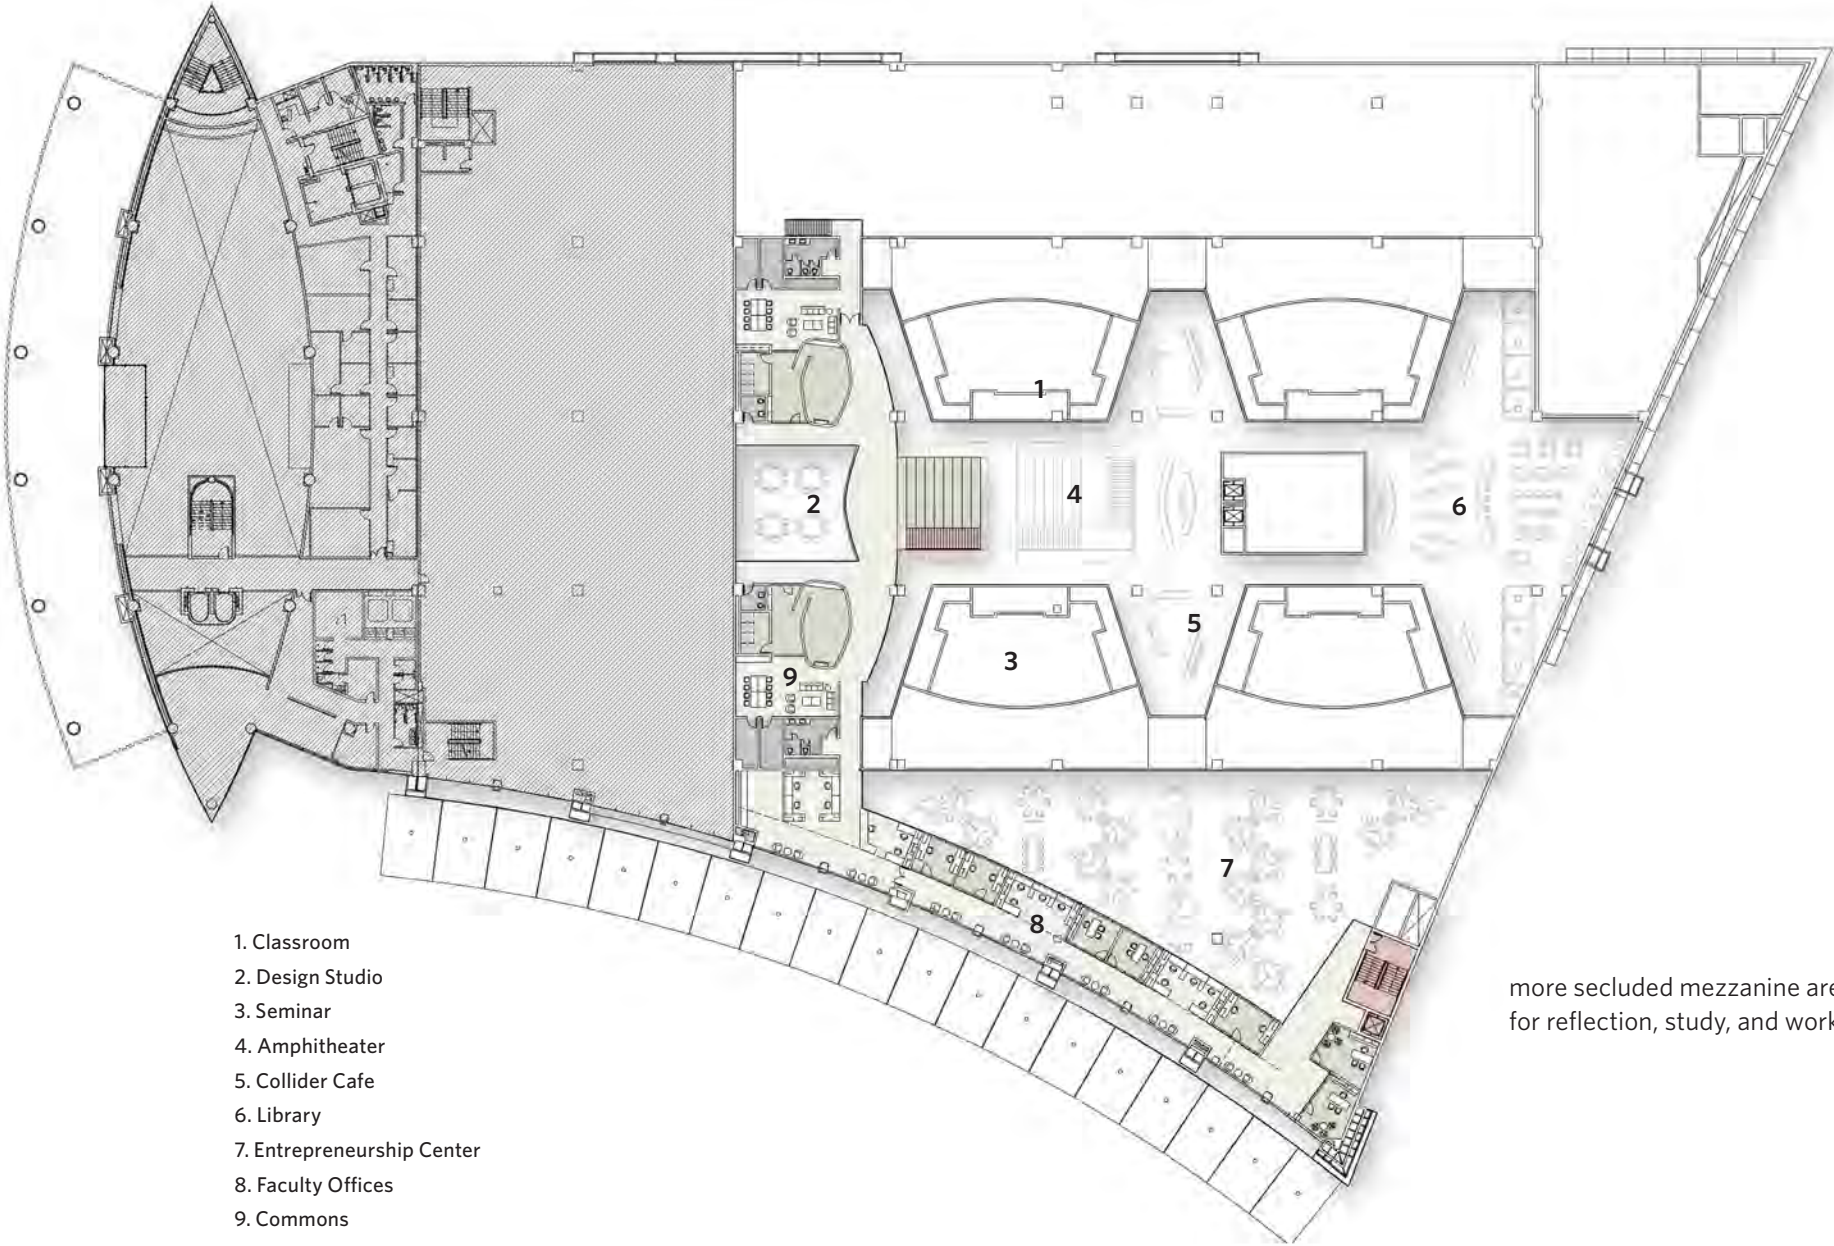 1
2
4
6
5
3
9
7
8
1. Classroom
2. Design Studio
3. Seminar
4. Amphitheater
5. Collider Cafe
6. Library
7. Entrepreneurship Center
8. Faculty Offices
9. Commons
more secluded mezzanine
for reflection, study, and